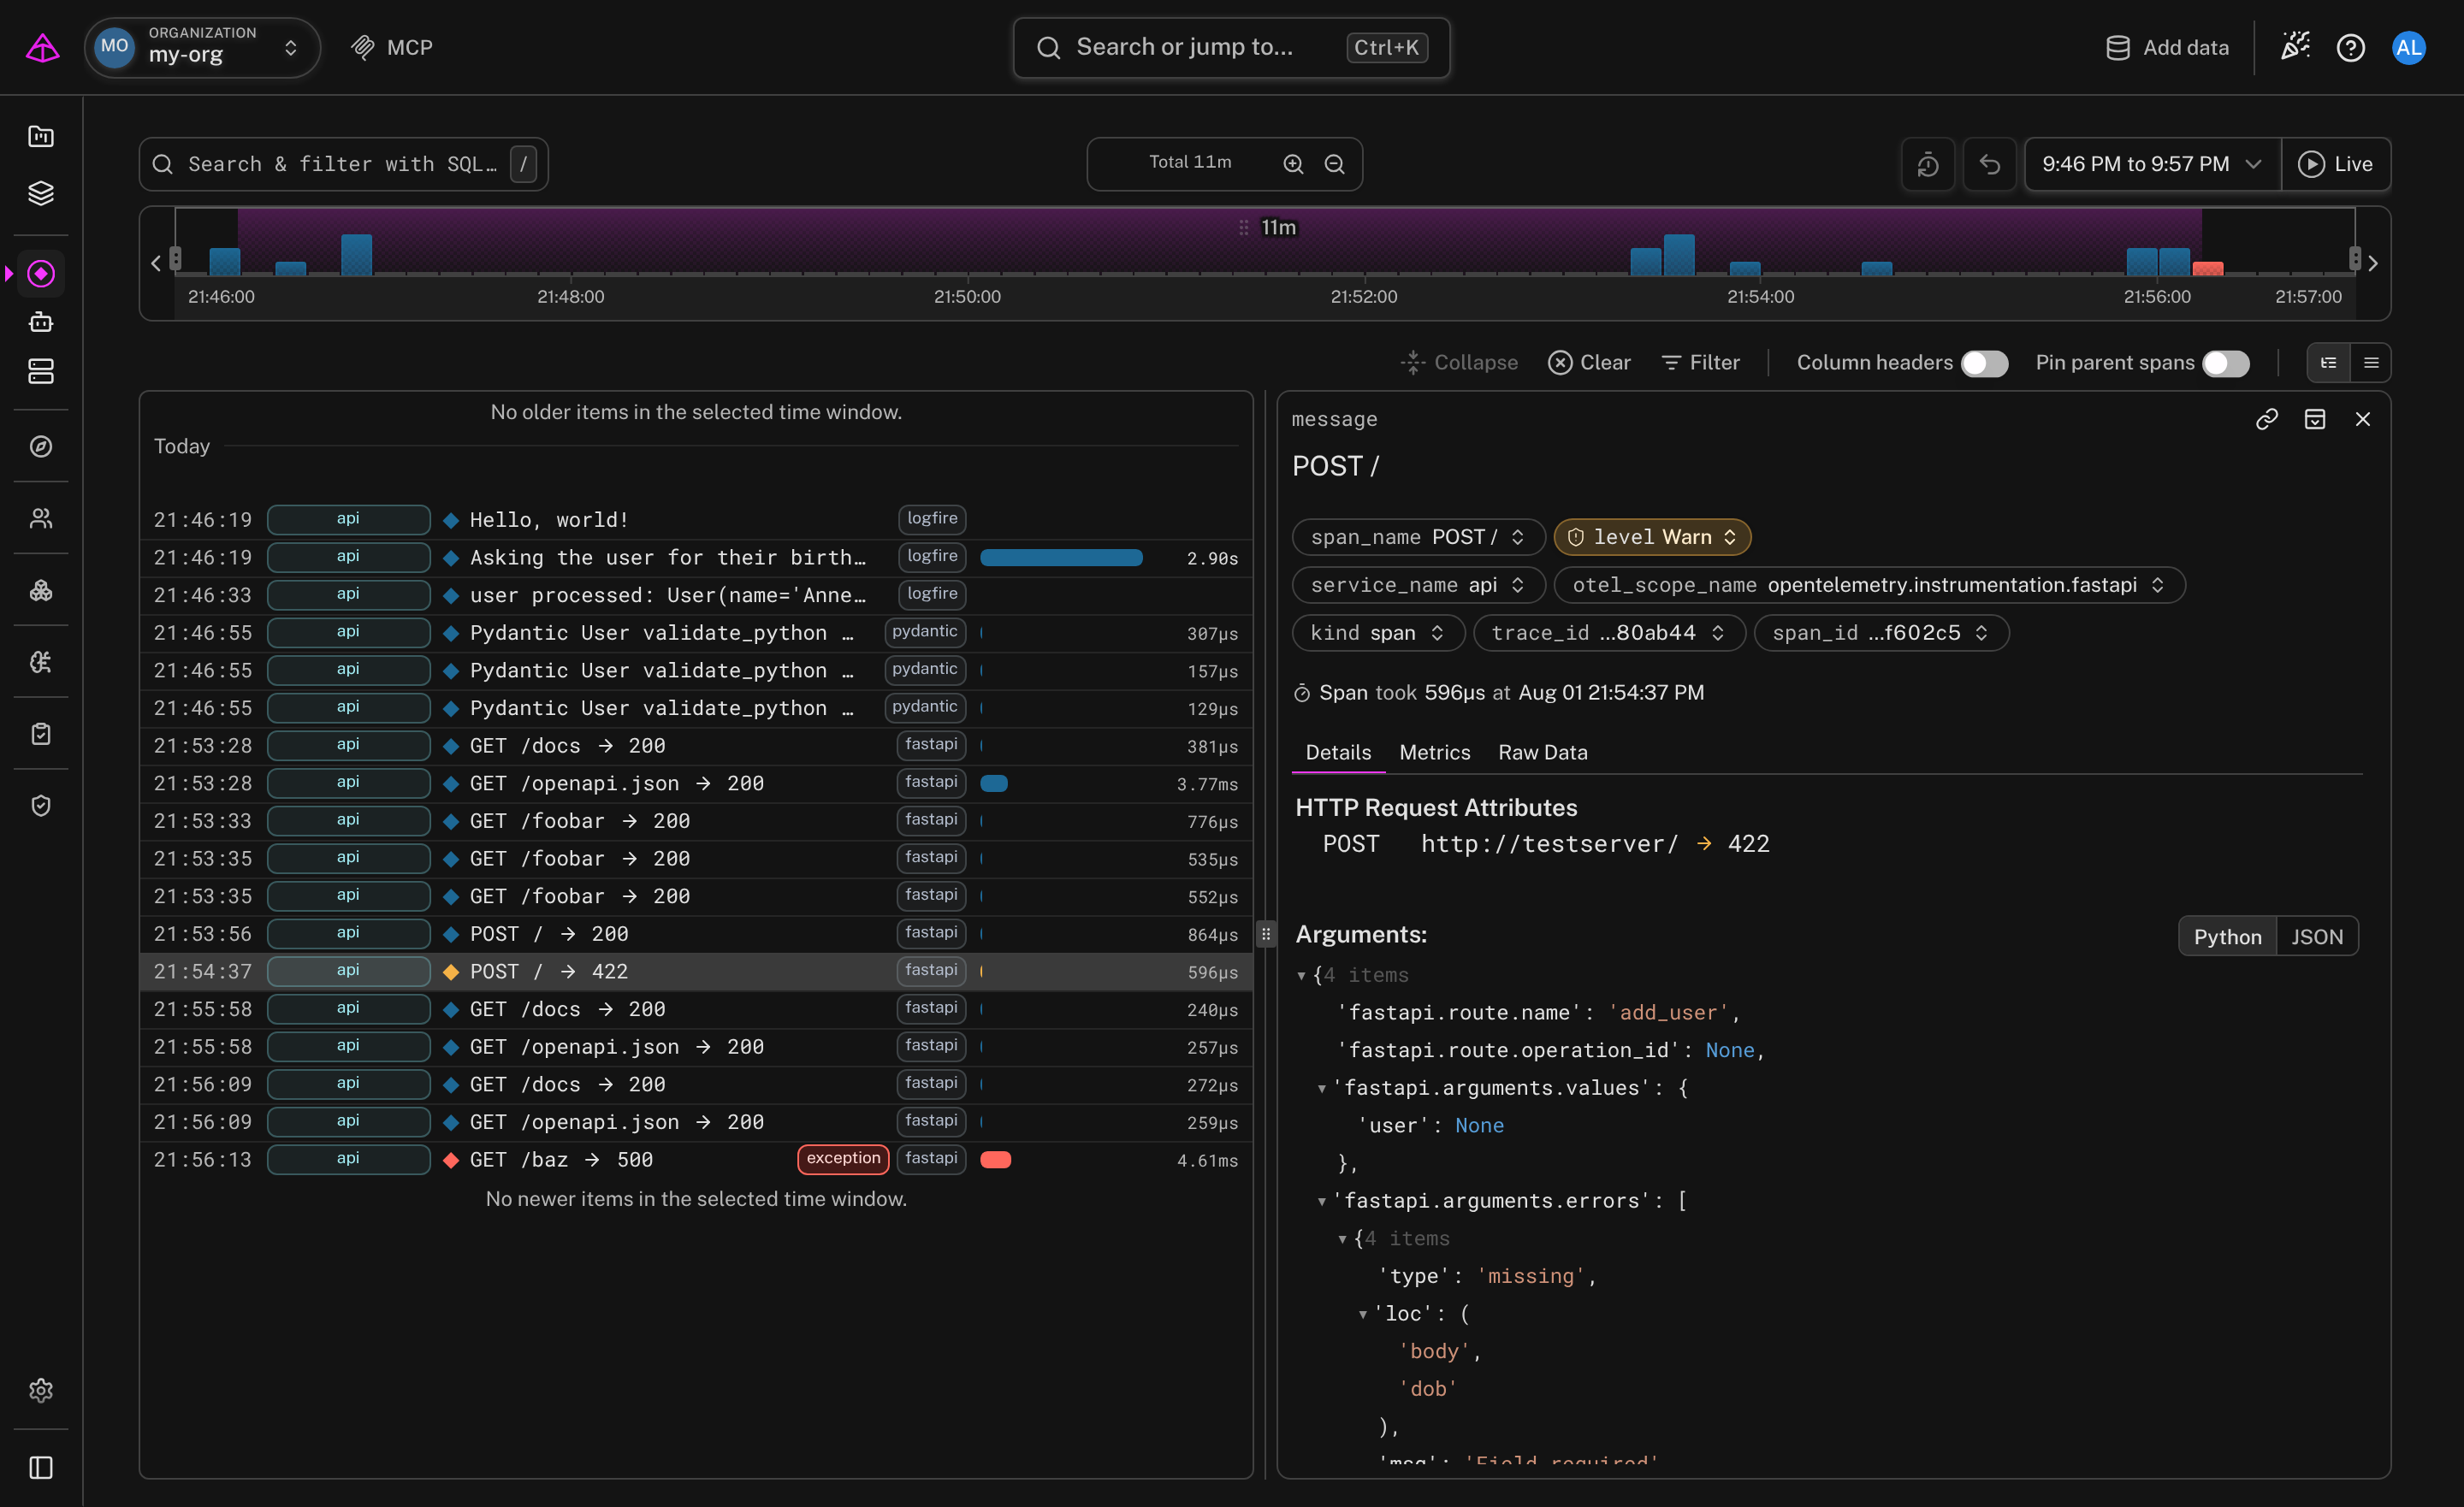 MO ORGANIZATION my-org MCP Search or jump to... Ctrl+K Add data AL
Search & filter with SQL… / Total 11m 9:46 PM to 9:57 PM Live
11m
21:46:00 21:48:00 21:50:00 21:52:00 21:54:00 21:56:00 21:57:00
Collapse Clear Filter Column headers Pin parent spans
No older items in the selected time window.
Today
21:46:19 api Hello, world! logfire
21:46:19 api Asking the user for their birth… logfire 2.90s
21:46:33 api user processed: User(name='Anne… logfire
21:46:55 api Pydantic User validate_python … pydantic 307µs
21:46:55 api Pydantic User validate_python … pydantic 157µs
21:46:55 api Pydantic User validate_python … pydantic 129µs
21:53:28 api GET /docs → 200 fastapi 381µs
21:53:28 api GET /openapi.json → 200 fastapi 3.77ms
21:53:33 api GET /foobar → 200 fastapi 776µs
21:53:35 api GET /foobar → 200 fastapi 535µs
21:53:35 api GET /foobar → 200 fastapi 552µs
21:53:56 api POST / → 200 fastapi 864µs
21:54:37 api POST / → 422 fastapi 596µs
21:55:58 api GET /docs → 200 fastapi 240µs
21:55:58 api GET /openapi.json → 200 fastapi 257µs
21:56:09 api GET /docs → 200 fastapi 272µs
21:56:09 api GET /openapi.json → 200 fastapi 259µs
21:56:13 api GET /baz → 500 exception fastapi 4.61ms
No newer items in the selected time window.
message
POST /
span_name POST / level Warn
service_name api otel_scope_name opentelemetry.instrumentation.fastapi
kind span trace_id ...80ab44 span_id ...f602c5
Span took 596µs at Aug 01 21:54:37 PM
Details Metrics Raw Data
HTTP Request Attributes
POST http://testserver/ → 422
Arguments: Python JSON
{4 items
'fastapi.route.name': 'add_user',
'fastapi.route.operation_id': None,
'fastapi.arguments.values': {
'user': None
},
'fastapi.arguments.errors': [
{4 items
'type': 'missing',
'loc': (
'body',
'dob'
),
'msg': 'Field required'